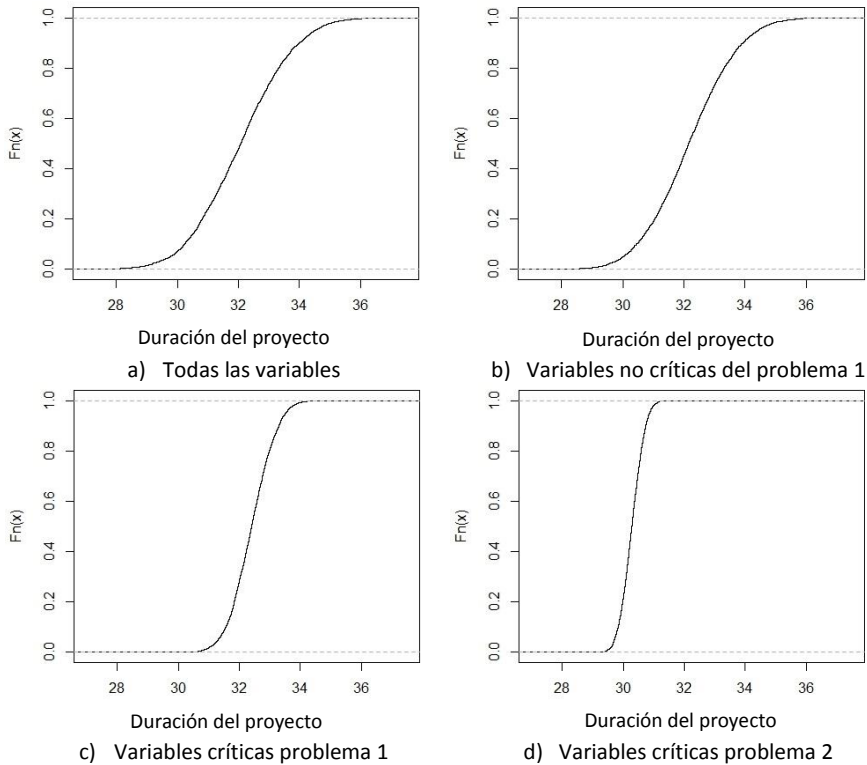 1.0
0.8
0.6
0.4
0.2
0.0
Fn(x)
28 30 32 34 36
Duración del proyecto
a) Todas las variables
1.0
0.8
0.6
0.4
0.2
0.0
Fn(x)
28 30 32 34 36
Duración del proyecto
b) Variables no críticas del problema 1
1.0
0.8
0.6
0.4
0.2
0.0
Fn(x)
28 30 32 34 36
Duración del proyecto
c) Variables críticas problema 1
1.0
0.8
0.6
0.4
0.2
0.0
Fn(x)
28 30 32 34 36
Duración del proyecto
d) Variables críticas problema 2